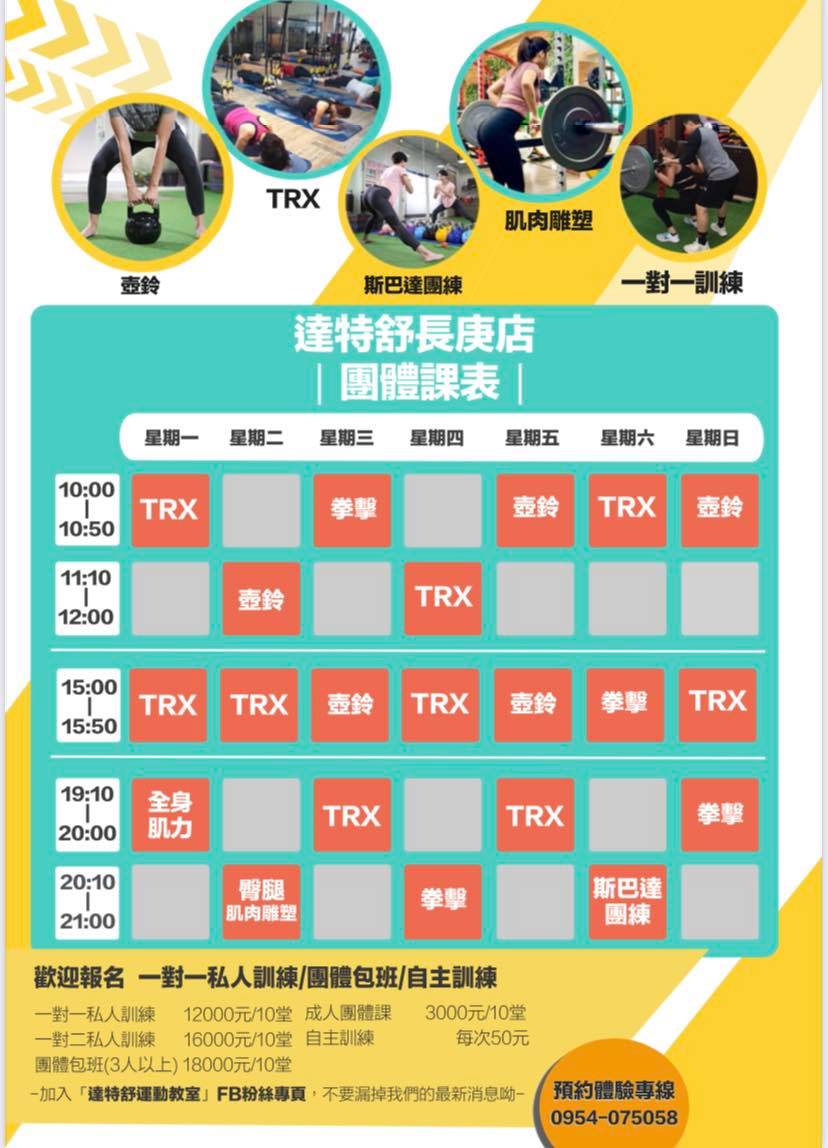 TRX
肌肉雕塑
壺鈴
斯巴達團練
一對一訓練
達特舒長庚店
|團體課表|
星期一 星期二 星期三 星期四 星期五 星期六 星期日
10:00
|
10:50
TRX 拳擊 壺鈴 TRX 壺鈴
11:10
|
12:00
壺鈴 TRX
15:00
|
15:50
TRX TRX 壺鈴 TRX 壺鈴 拳擊 TRX
19:10
|
20:00
全身
肌力
TRX TRX 拳擊
20:10
|
21:00
臀腿
肌肉雕塑
拳擊
斯巴達
團練
歡迎報名 一對一私人訓練/團體包班/自主訓練
一對一私人訓練 12000元/10堂 成人團體課 3000元/10堂
一對二私人訓練 16000元/10堂 自主訓練 每次50元
團體包班(3人以上) 18000元/10堂
-加入「達特舒運動教室」FB粉絲專頁，不要漏掉我們的最新消息呦-
預約體驗專線
0954-075058